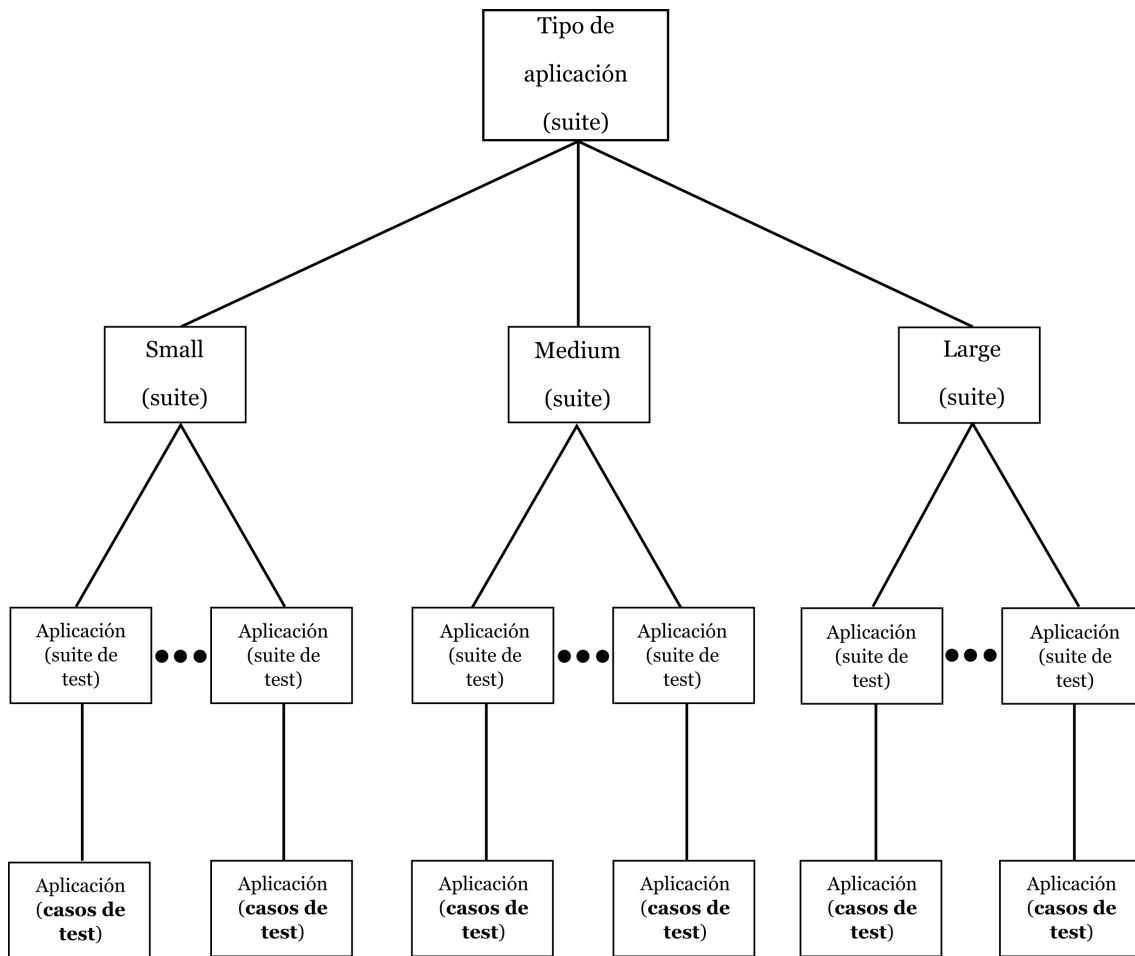 Tipo de
aplicación
(suite)
Small
(suite)
Medium
(suite)
Large
(suite)
Aplicación
(suite de
test)
Aplicación
(suite de
test)
Aplicación
(suite de
test)
Aplicación
(suite de
test)
Aplicación
(suite de
test)
Aplicación
(suite de
test)
Aplicación
(casos de
test)
Aplicación
(casos de
test)
Aplicación
(casos de
test)
Aplicación
(casos de
test)
Aplicación
(casos de
test)
Aplicación
(casos de
test)